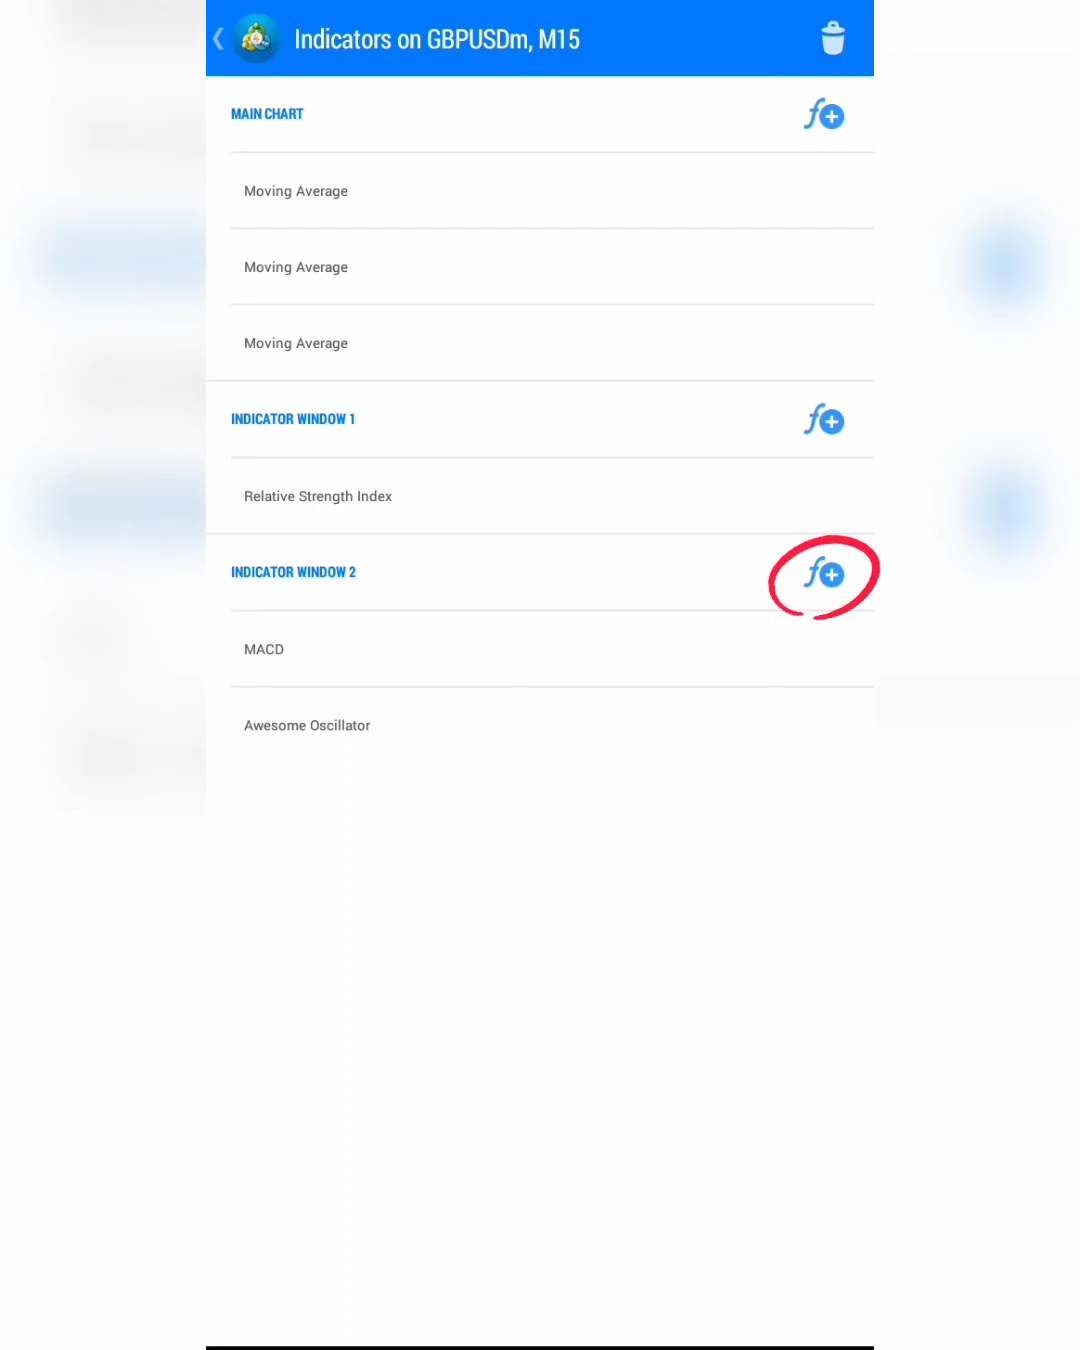 Indicators on GBPUSDm, M15
MAIN CHART
Moving Average
Moving Average
Moving Average
INDICATOR WINDOW 1
Relative Strength Index
INDICATOR WINDOW 2
MACD
Awesome Oscillator